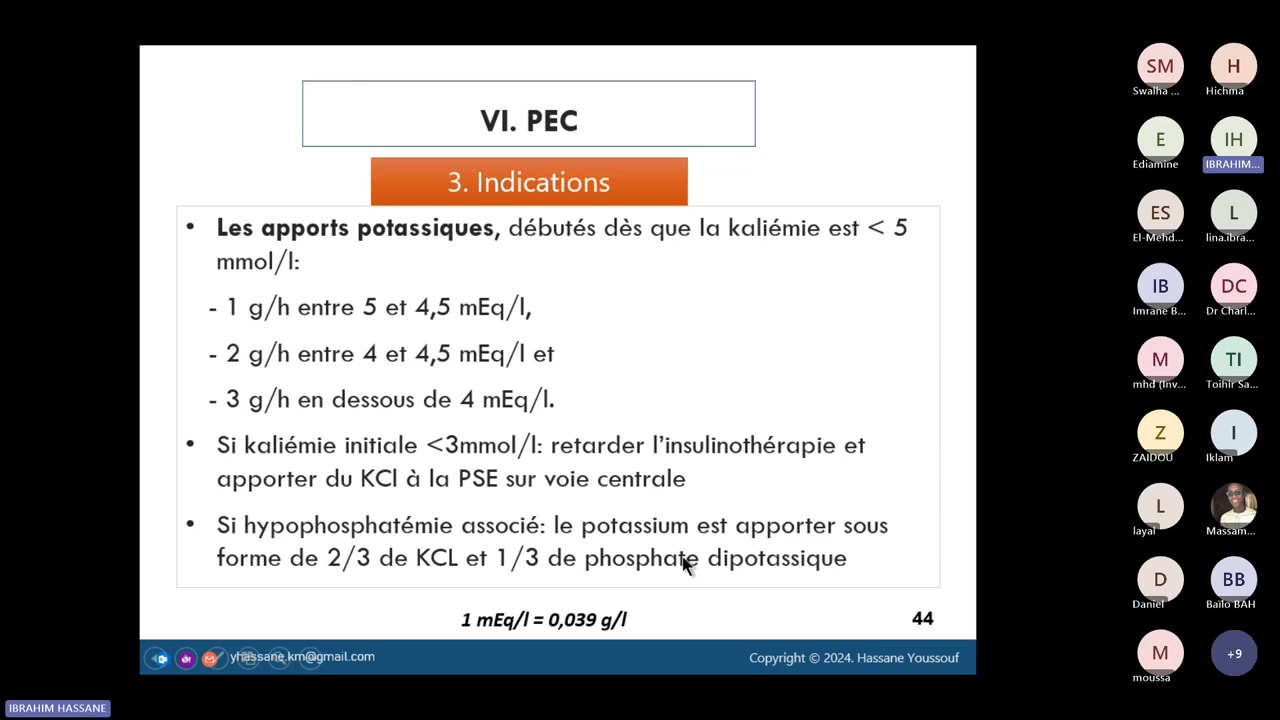 VI. PEC
3. Indications
• Les apports potassiques, débutés dès que la kaliémie est < 5
mmol/l:
- 1 g/h entre 5 et 4,5 mEq/l,
- 2 g/h entre 4 et 4,5 mEq/l et
- 3 g/h en dessous de 4 mEq/l.
• Si kaliémie initiale <3mmol/l: retarder l'insulinothérapie et
apporter du KCl à la PSE sur voie centrale
• Si hypophosphatémie associé: le potassium est apporter sous
forme de 2/3 de KCL et 1/3 de phosphate dipotassique
1 mEq/l = 0,039 g/l
44
yhassane.km@gmail.com
Copyright © 2024. Hassane Youssouf
IBRAHIM HASSANE
SM
Swalha ...
H
Hichma
E
Ediamine
IH
IBRAHIM...
ES
El-Mehd...
L
lina.ibra...
IB
Imrane B...
DC
Dr Charl...
M
mhd (Inv...
TI
Toihir Sa...
Z
ZAIDOU
I
Iklam
L
layal
Massam...
D
Daniel
BB
Baïlo BAH
M
moussa
+9